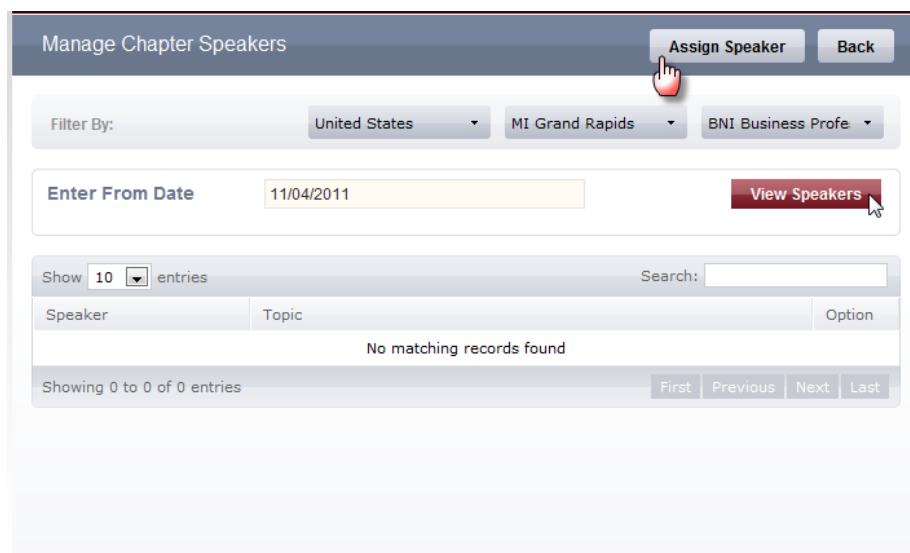 Manage Chapter Speakers Assign Speaker Back
Filter By: United States MI Grand Rapids BNI Business Profe
Enter From Date 11/04/2011 View Speakers
Show 10 entries Search:
Speaker Topic Option
No matching records found
Showing 0 to 0 of 0 entries First Previous Next Last